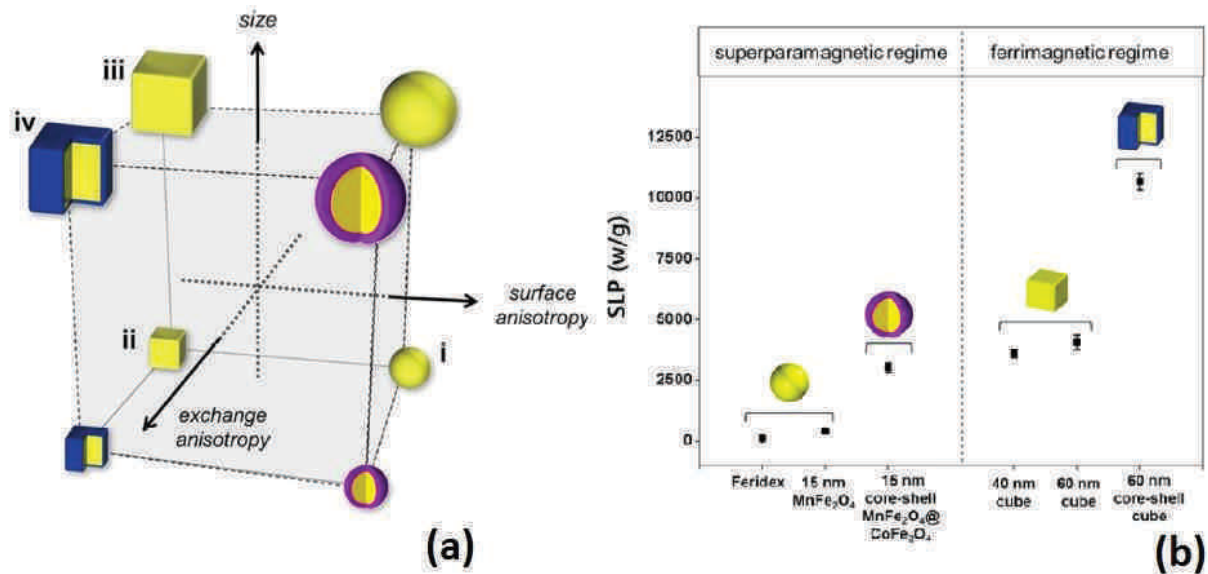 size
iii
iv
surface
anisotropy
ii
i
exchange
anisotropy
(a)
superparamagnetic regime
ferrimagnetic regime
SLP (w/g)
12500
10000
7500
5000
2500
0
Feridex
15 nm
MnFe₂O₄
15 nm
core-shell
MnFe₂O₄@
CoFe₂O₄
40 nm
cube
60 nm
cube
60 nm
core-shell
cube
(b)